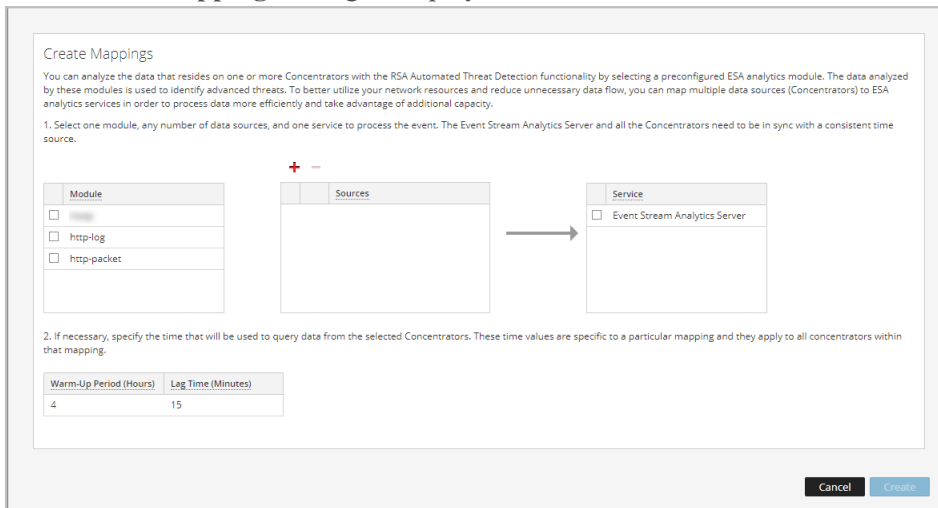 Create Mappings
You can analyze the data that resides on one or more Concentrators with the RSA Automated Threat Detection functionality by selecting a preconfigured ESA analytics module. The data analyzed
by these modules is used to identify advanced threats. To better utilize your network resources and reduce unnecessary data flow, you can map multiple data sources (Concentrators) to ESA
analytics services in order to process data more efficiently and take advantage of additional capacity.
1. Select one module, any number of data sources, and one service to process the event. The Event Stream Analytics Server and all the Concentrators need to be in sync with a consistent time
source.
Module
http-log
http-packet
Sources
Service
Event Stream Analytics Server
2. If necessary, specify the time that will be used to query data from the selected Concentrators. These time values are specific to a particular mapping and they apply to all concentrators within
that mapping.
Warm-Up Period (Hours) Lag Time (Minutes)
4 15
Cancel Create